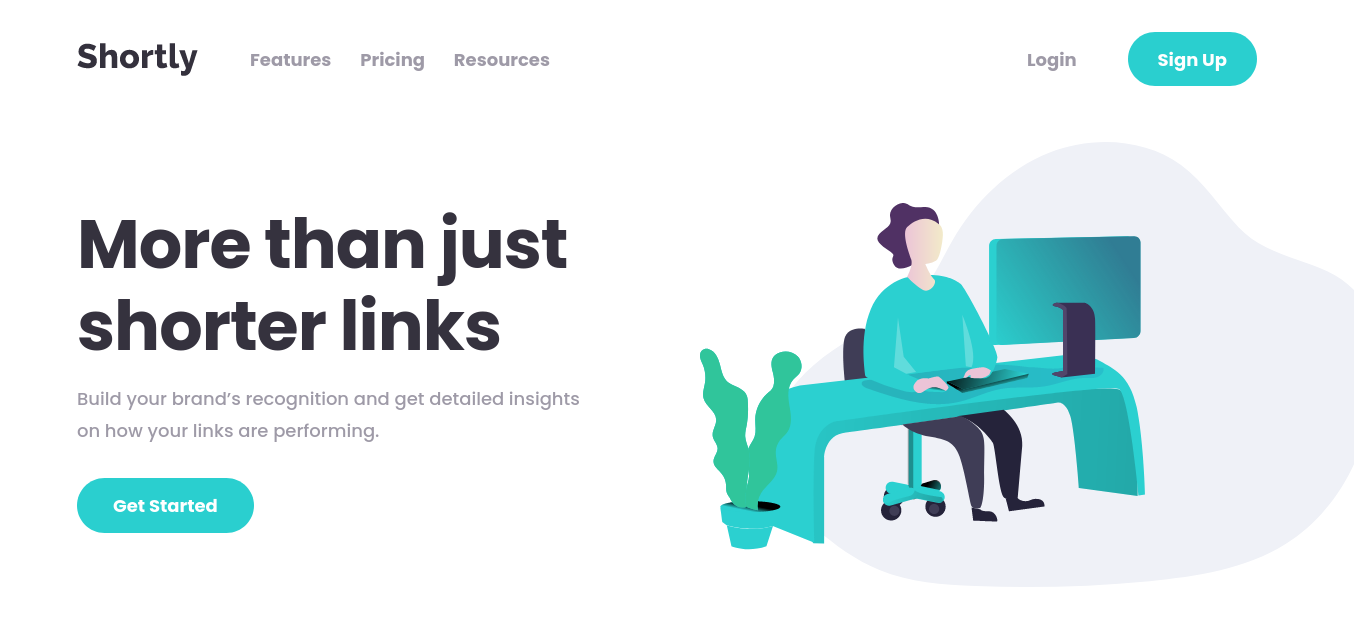 Shortly
Features Pricing Resources
Login
Sign Up
More than just
shorter links
Build your brand’s recognition and get detailed insights
on how your links are performing.
Get Started